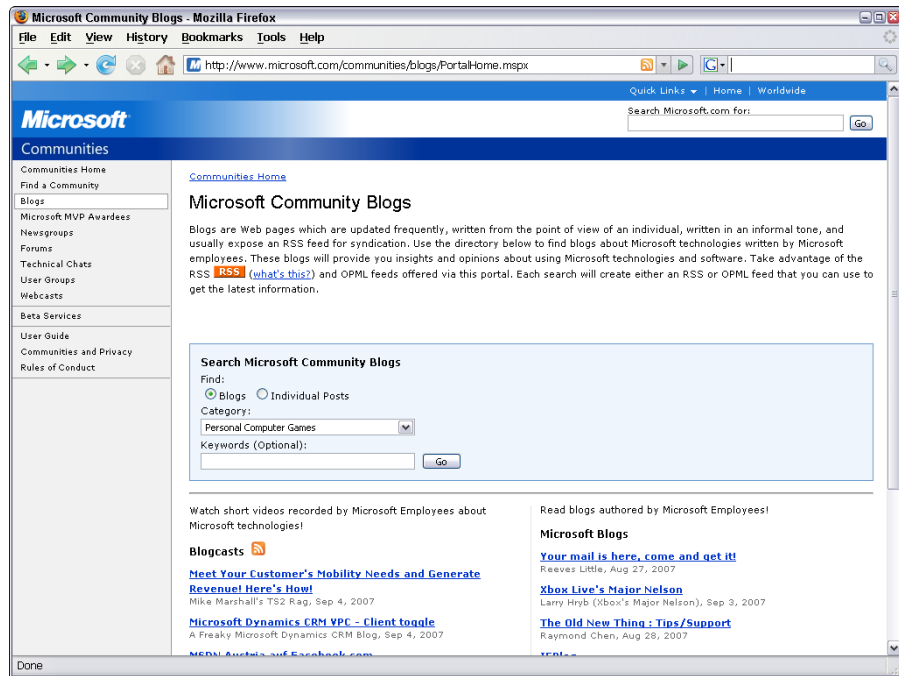 Microsoft Community Blogs - Mozilla Firefox
File Edit View History Bookmarks Tools Help
http://www.microsoft.com/communities/blogs/PortalHome.mspx
G
Quick Links | Home | Worldwide
Microsoft
Search Microsoft.com for:
Go
Communities
Communities Home
Find a Community
Blogs
Microsoft MVP Awardees
Newsgroups
Forums
Technical Chats
User Groups
Webcasts
Beta Services
User Guide
Communities and Privacy
Rules of Conduct
Communities Home
Microsoft Community Blogs
Blogs are Web pages which are updated frequently, written from the point of view of an individual, written in an informal tone, and
usually expose an RSS feed for syndication. Use the directory below to find blogs about Microsoft technologies written by Microsoft
employees. These blogs will provide you insights and opinions about using Microsoft technologies and software. Take advantage of the
RSS RSS (what's this?) and OPML feeds offered via this portal. Each search will create either an RSS or OPML feed that you can use to
get the latest information.
Search Microsoft Community Blogs
Find:
Blogs Individual Posts
Category:
Personal Computer Games
Keywords (Optional):
Go
Watch short videos recorded by Microsoft Employees about
Microsoft technologies!
Blogcasts
Meet Your Customer's Mobility Needs and Generate
Revenue! Here's How!
Mike Marshall's TS2 Rag, Sep 4, 2007
Microsoft Dynamics CRM VPC - Client toggle
A Freaky Microsoft Dynamics CRM Blog, Sep 4, 2007
MSDN Austria auf Facebook.com
Read blogs authored by Microsoft Employees!
Microsoft Blogs
Your mail is here, come and get it!
Reeves Little, Aug 27, 2007
Xbox Live's Major Nelson
Larry Hryb (Xbox's Major Nelson), Sep 3, 2007
The Old New Thing : Tips/Support
Raymond Chen, Aug 28, 2007
IEBlog
Done